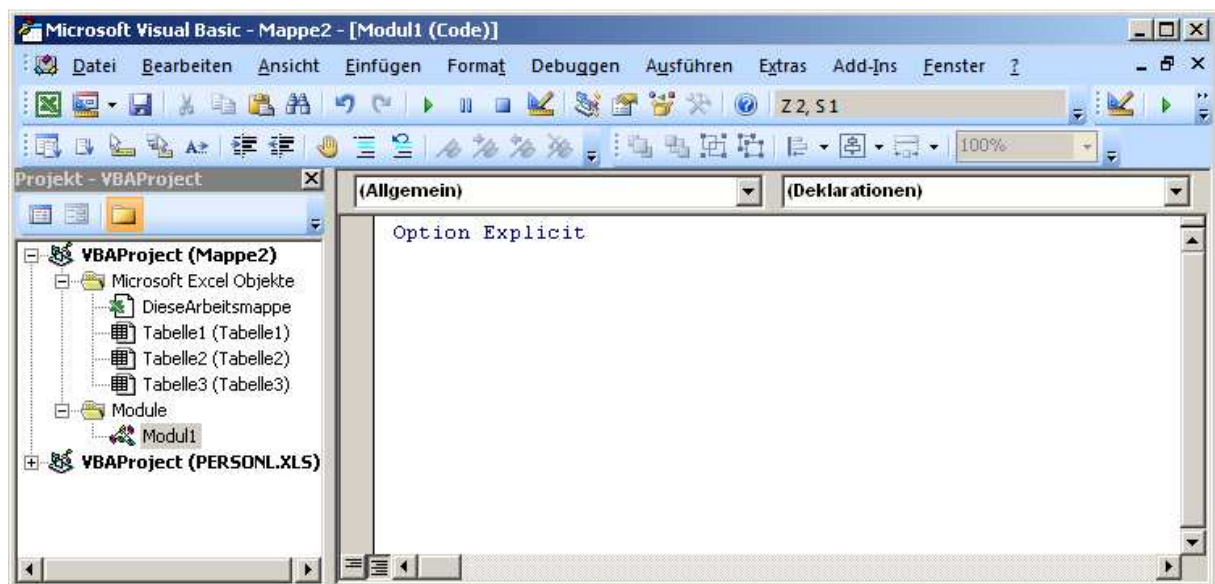 Microsoft Visual Basic - Mappe2 - [Modul1 (Code)]
Datei Bearbeiten Ansicht Einfügen Format Debuggen Ausführen Extras Add-Ins Fenster ?
Z 2, S 1
100%
Projekt - VBAProject
(Allgemein) (Deklarationen)
Option Explicit
VBAProject (Mappe2)
Microsoft Excel Objekte
DieseArbeitsmappe
Tabelle1 (Tabelle1)
Tabelle2 (Tabelle2)
Tabelle3 (Tabelle3)
Module
Modul1
VBAProject (PERSONL.XLS)